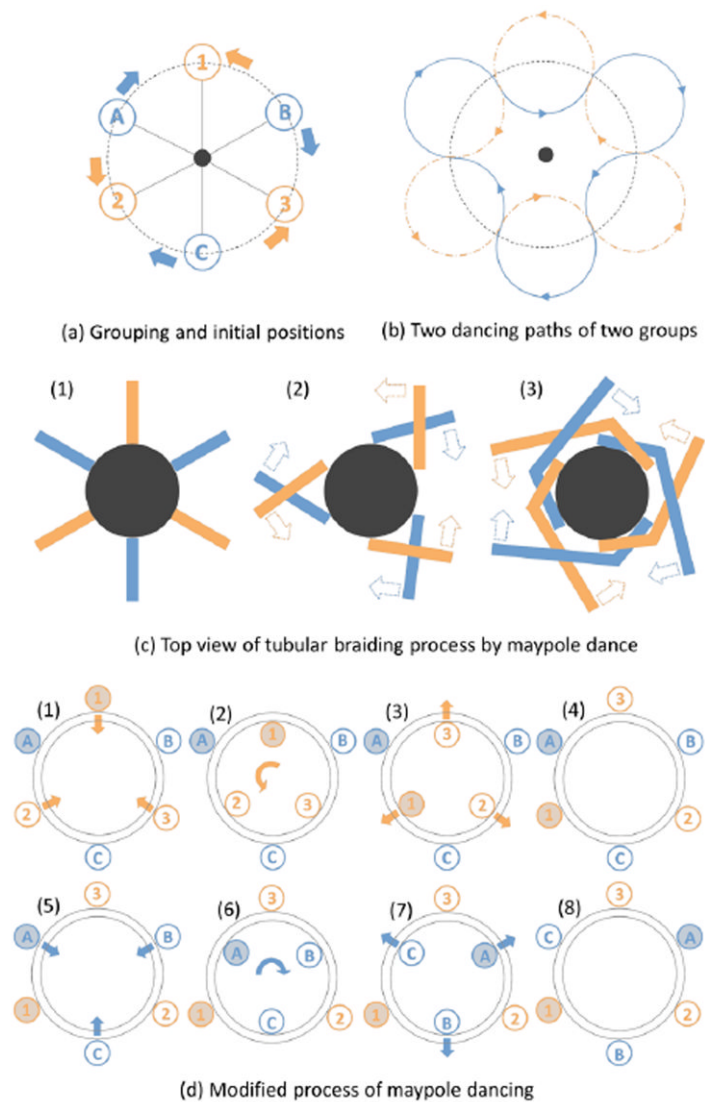 1
A
B
2
3
C
(a) Grouping and initial positions
(b) Two dancing paths of two groups
(1)
(2)
(3)
(c) Top view of tubular braiding process by maypole dance
(1)
1
A
B
2
3
C
(2)
A
1
B
2
3
C
(3)
A
3
B
1
2
C
(4)
3
A
B
1
2
C
(5)
3
A
B
1
2
C
(6)
3
A
B
1
C
2
(7)
3
C
A
1
B
2
(8)
3
C
A
1
2
B
(d) Modified process of maypole dancing